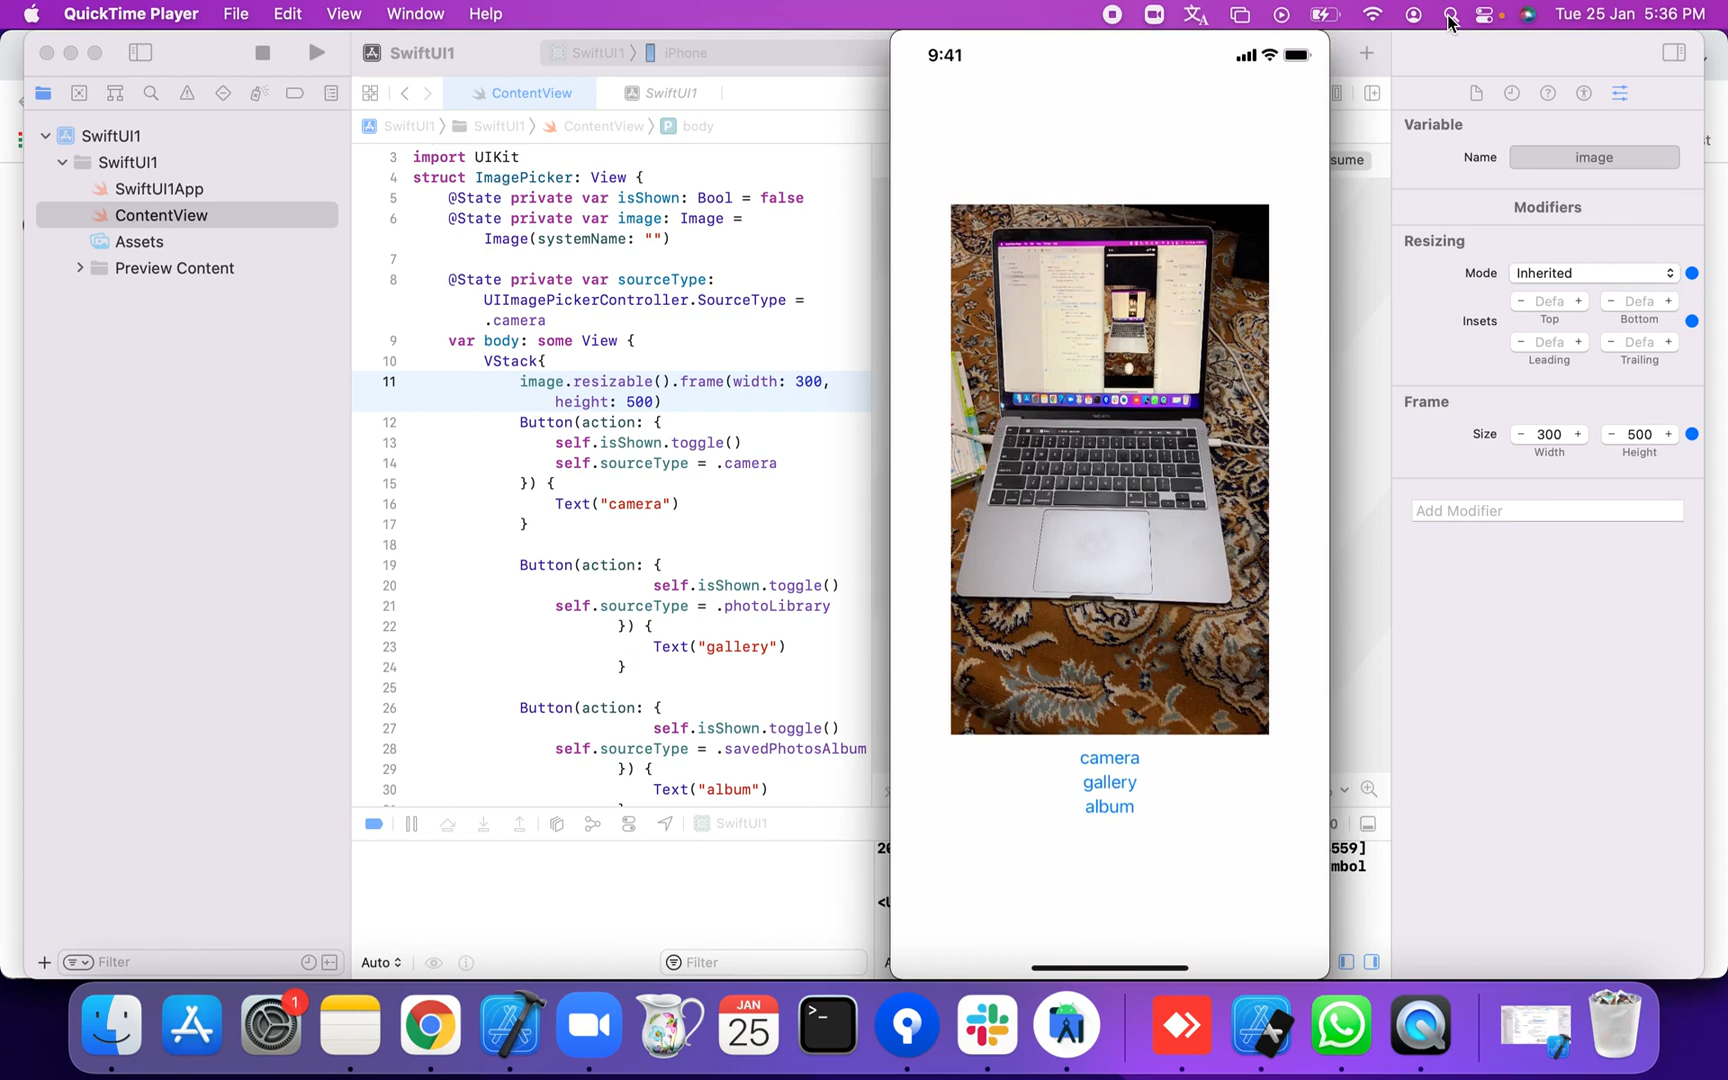 QuickTime Player File Edit View Window Help Tue 25 Jan 5:36 PM
SwiftUI1 SwiftUI1 〉 iPhone
ContentView SwiftUI1
SwiftUI1 〉 SwiftUI1 〉 ContentView 〉 P body
SwiftUI1
SwiftUI1
SwiftUI1App
ContentView
Assets
Preview Content
Filter
3 import UIKit
4 struct ImagePicker: View {
5 @State private var isShown: Bool = false
6 @State private var image: Image =
Image(systemName: "")
7
8 @State private var sourceType:
UIImagePickerController.SourceType =
.camera
9 var body: some View {
10 VStack{
11 image.resizable().frame(width: 300,
height: 500)
12 Button(action: {
13 self.isShown.toggle()
14 self.sourceType = .camera
15 }) {
16 Text("camera")
17 }
18
19 Button(action: {
20 self.isShown.toggle()
21 self.sourceType = .photoLibrary
22 }) {
23 Text("gallery")
24 }
25
26 Button(action: {
27 self.isShown.toggle()
28 self.sourceType = .savedPhotosAlbum
29 }) {
30 Text("album")
SwiftUI1
Auto
Filter
9:41
camera
gallery
album
sume
559]
mbol
Variable
Name image
Modifiers
Resizing
Mode Inherited
− Defa + − Defa +
Insets Top Bottom
− Defa + − Defa +
Leading Trailing
Frame
Size − 300 + − 500 +
Width Height
Add Modifier
1
JAN
25
>_